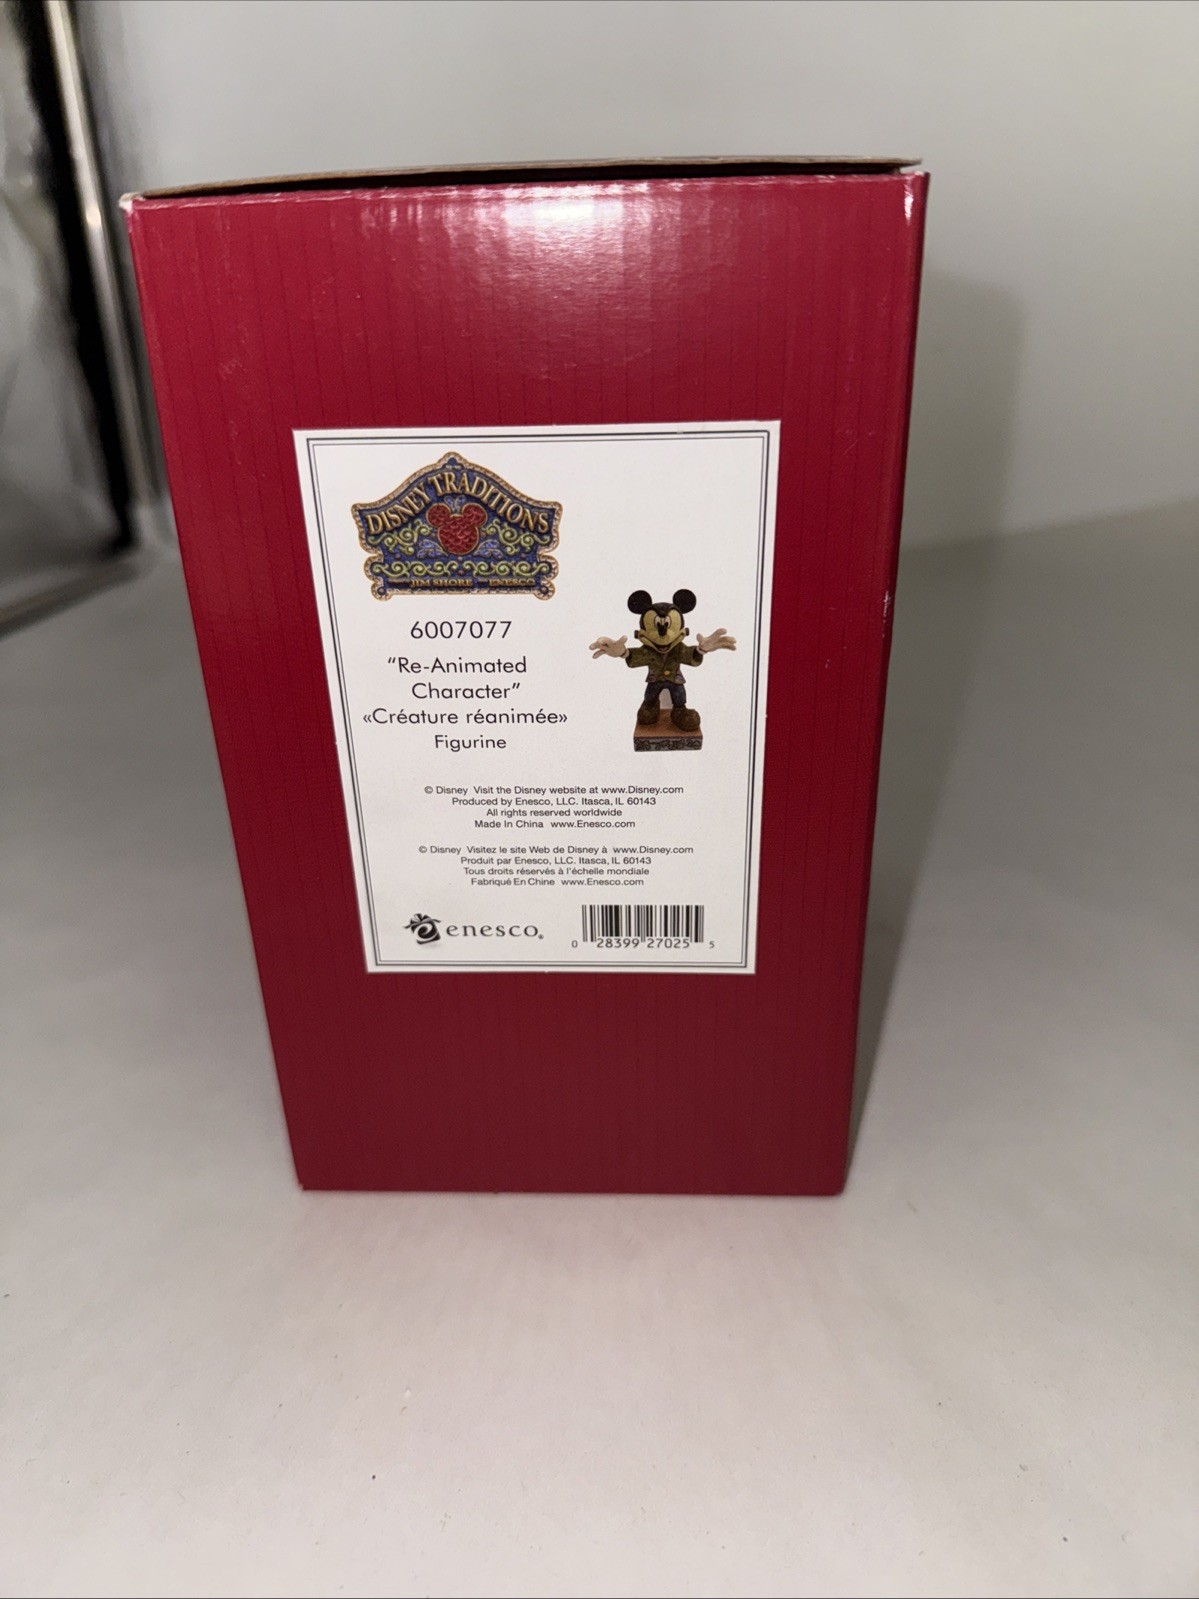 DISNEY TRADITIONS
JIM SHORE ENESCO
6007077
“Re-Animated
Character”
«Créature réanimée»
Figurine
© Disney Visit the Disney website at www.Disney.com
Produced by Enesco, LLC. Itasca, IL 60143
All rights reserved worldwide
Made In China www.Enesco.com
© Disney Visitez le site Web de Disney à www.Disney.com
Produit par Enesco, LLC. Itasca, IL 60143
Tous droits réservés à l'échelle mondiale
Fabriqué En Chine www.Enesco.com
enesco.
0 28399 27025 5